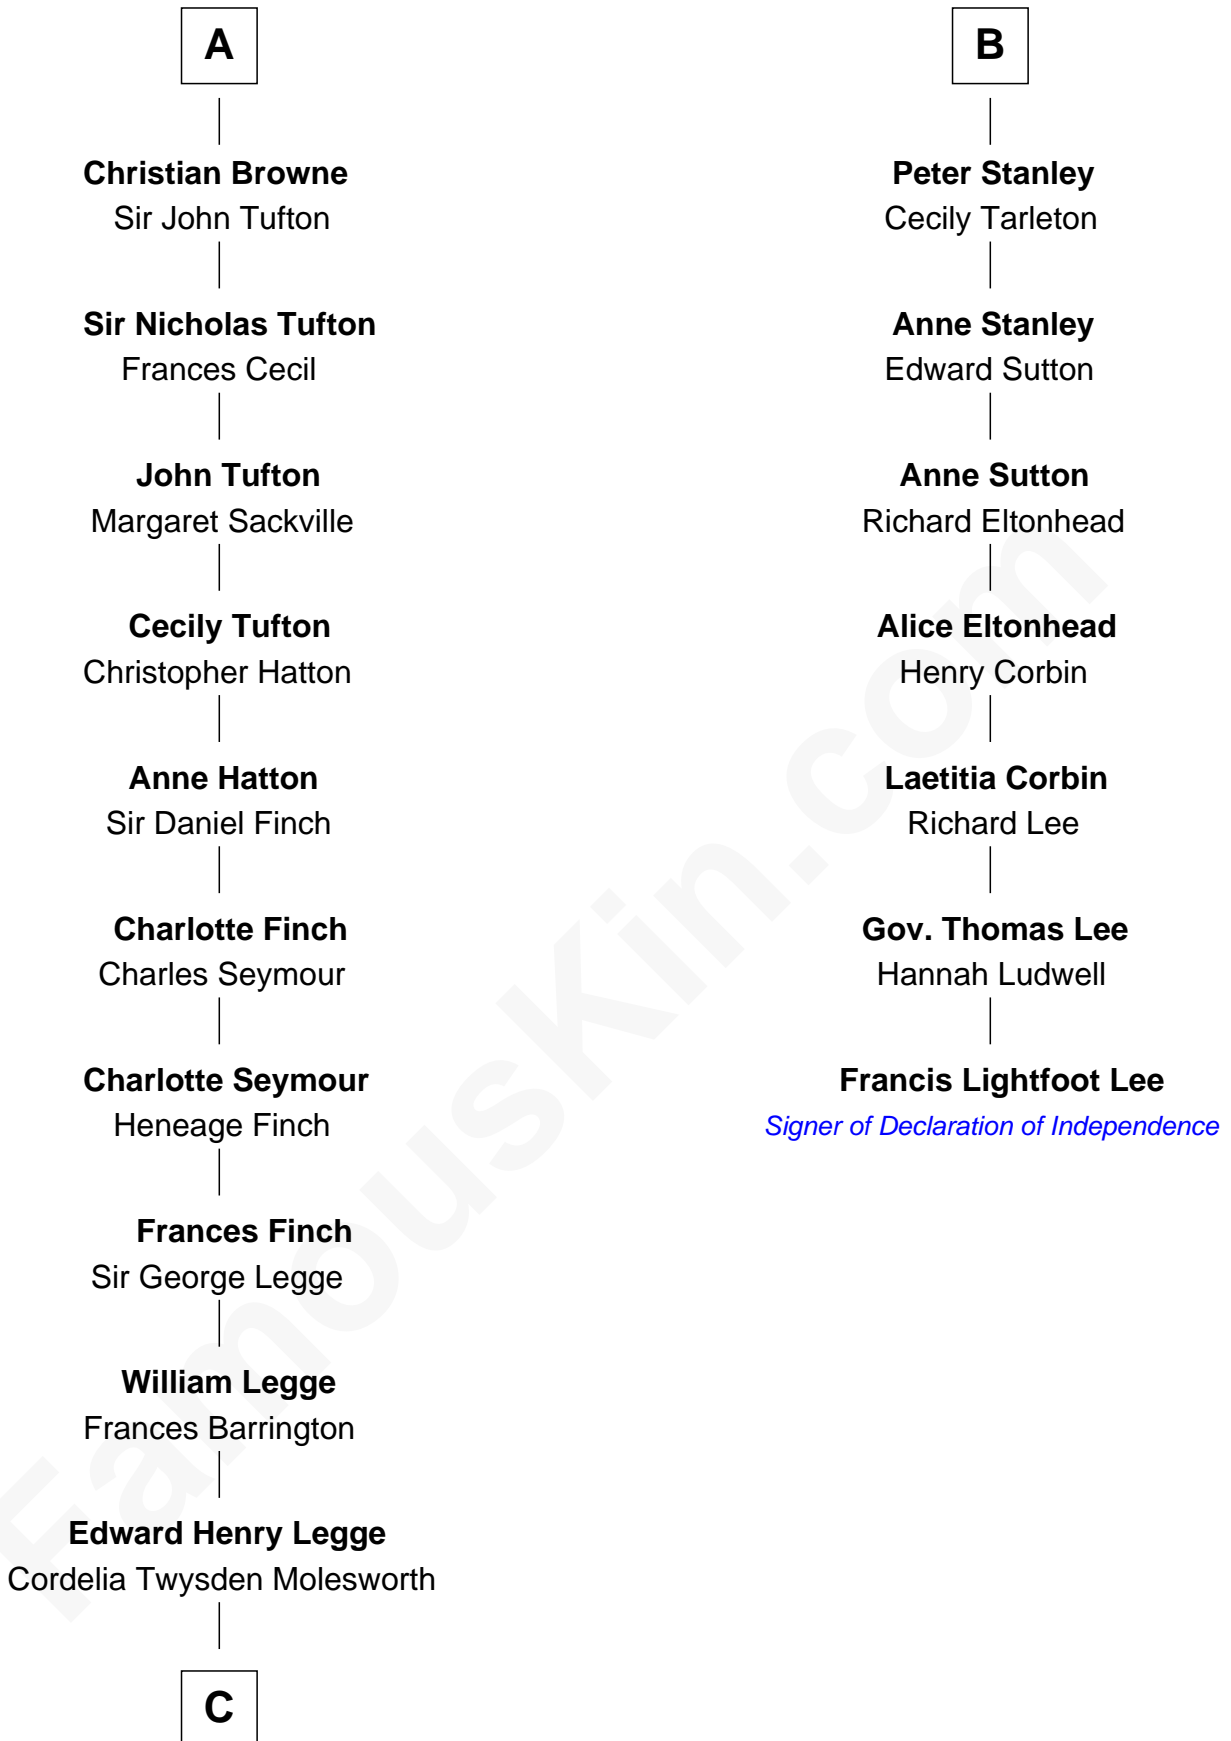 A
Christian Browne
Sir John Tufton
Sir Nicholas Tufton
Frances Cecil
John Tufton
Margaret Sackville
Cecily Tufton
Christopher Hatton
Anne Hatton
Sir Daniel Finch
Charlotte Finch
Charles Seymour
Charlotte Seymour
Heneage Finch
Frances Finch
Sir George Legge
William Legge
Frances Barrington
Edward Henry Legge
Cordelia Twysden Molesworth
C
B
Peter Stanley
Cecily Tarleton
Anne Stanley
Edward Sutton
Anne Sutton
Richard Eltonhead
Alice Eltonhead
Henry Corbin
Laetitia Corbin
Richard Lee
Gov. Thomas Lee
Hannah Ludwell
Francis Lightfoot Lee
Signer of Declaration of Independence
FamousKin.com